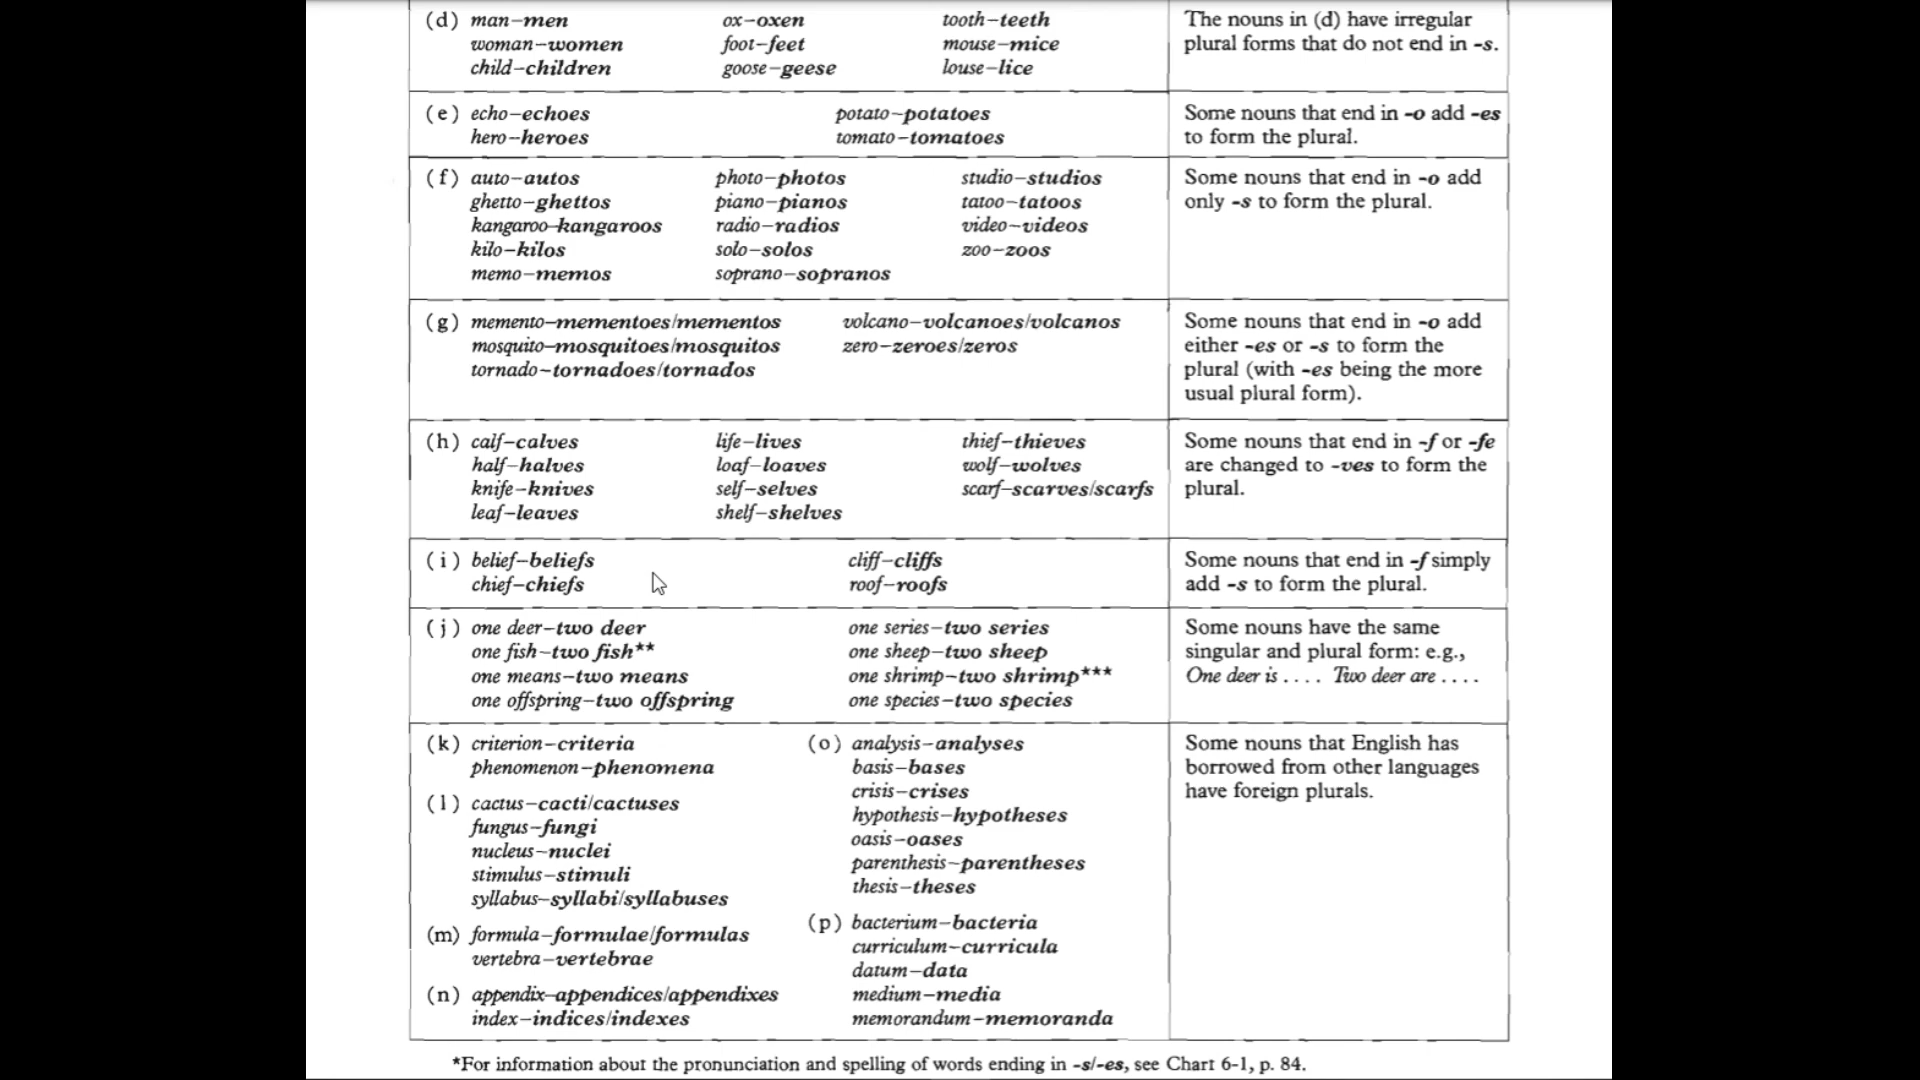 (d) man–men ox–oxen tooth–teeth The nouns in (d) have irregular
woman–women foot–feet mouse–mice plural forms that do not end in -s.
child–children goose–geese louse–lice
(e) echo–echoes potato–potatoes Some nouns that end in -o add -es
hero–heroes tomato–tomatoes to form the plural.
(f) auto–autos photo–photos studio–studios Some nouns that end in -o add
ghetto–ghettos piano–pianos tatoo–tatoos only -s to form the plural.
kangaroo–kangaroos radio–radios video–videos
kilo–kilos solo–solos zoo–zoos
memo–memos soprano–sopranos
(g) memento–mementoes/mementos volcano–volcanoes/volcanos Some nouns that end in -o add
mosquito–mosquitoes/mosquitos zero–zeroes/zeros either -es or -s to form the
tornado–tornadoes/tornados plural (with -es being the more
usual plural form).
(h) calf–calves life–lives thief–thieves Some nouns that end in -f or -fe
half–halves loaf–loaves wolf–wolves are changed to -ves to form the
knife–knives self–selves scarf–scarves/scarfs plural.
leaf–leaves shelf–shelves
(i) belief–beliefs cliff–cliffs Some nouns that end in -f simply
chief–chiefs roof–roofs add -s to form the plural.
(j) one deer–two deer one series–two series Some nouns have the same
one fish–two fish** one sheep–two sheep singular and plural form: e.g.,
one means–two means one shrimp–two shrimp*** One deer is . . . . Two deer are . . . .
one offspring–two offspring one species–two species
(k) criterion–criteria (o) analysis–analyses Some nouns that English has
phenomenon–phenomena basis–bases borrowed from other languages
crisis–crises have foreign plurals.
(l) cactus–cacti/cactuses
fungus–fungi hypothesis–hypotheses
nucleus–nuclei oasis–oases
stimulus–stimuli parenthesis–parentheses
syllabus–syllabi/syllabuses thesis–theses
(m) formula–formulae/formulas (p) bacterium–bacteria
vertebra–vertebrae curriculum–curricula
datum–data
(n) appendix–appendices/appendixes medium–media
index–indices/indexes memorandum–memoranda
*For information about the pronunciation and spelling of words ending in -s/-es, see Chart 6-1, p. 84.